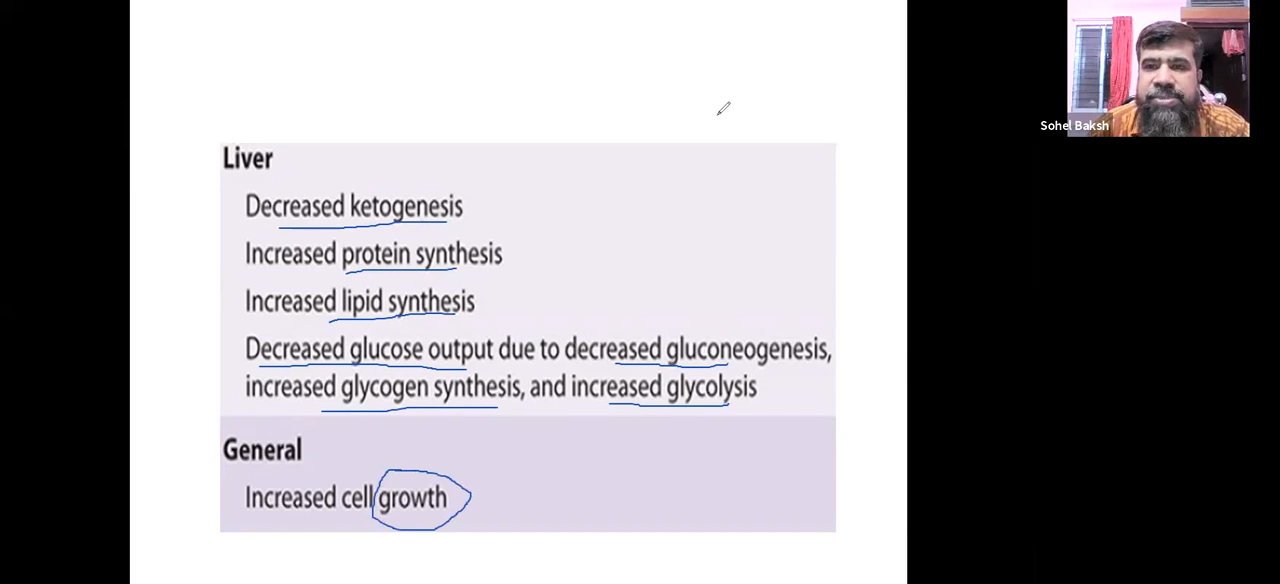 Sohel Baksh
Liver
Decreased ketogenesis
Increased protein synthesis
Increased lipid synthesis
Decreased glucose output due to decreased gluconeogenesis,
increased glycogen synthesis, and increased glycolysis
General
Increased cell growth